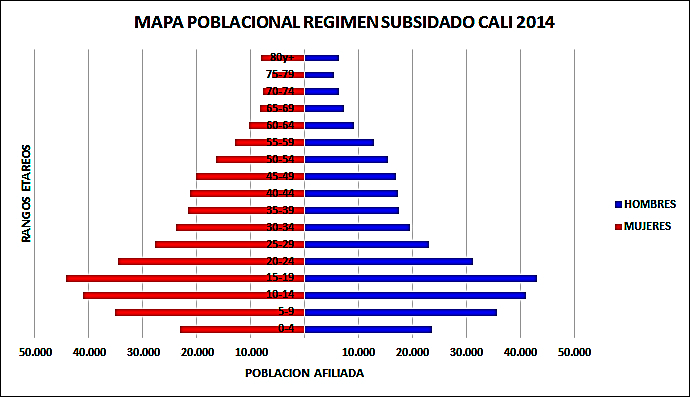 MAPA POBLACIONAL REGIMEN SUBSIDADO CALI 2014
RANGOS ETAREOS
80y+
75-79
70-74
65-69
60-64
55-59
50-54
45-49
40-44
35-39
30-34
25-29
20-24
15-19
10-14
5-9
0-4
HOMBRES
MUJERES
50.000 40.000 30.000 20.000 10.000 10.000 20.000 30.000 40.000 50.000
POBLACION AFILIADA